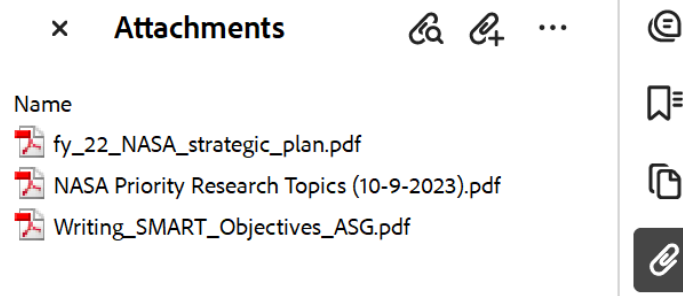 Attachments
Name
fy_22_NASA_strategic_plan.pdf
NASA Priority Research Topics (10-9-2023).pdf
Writing_SMART_Objectives_ASG.pdf